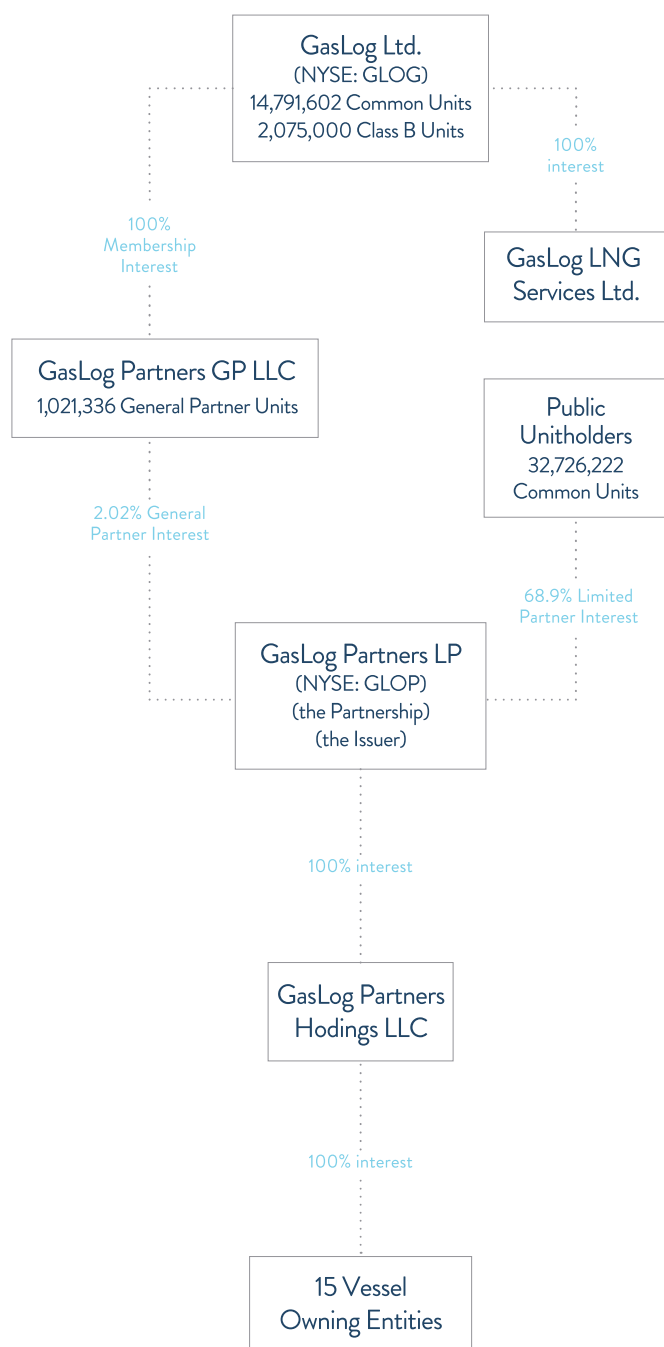 GasLog Ltd.
(NYSE: GLOG)
14,791,602 Common Units
2,075,000 Class B Units
100%
interest
100%
Membership
Interest
GasLog LNG
Services Ltd.
GasLog Partners GP LLC
1,021,336 General Partner Units
Public
Unitholders
32,726,222
Common Units
2.02% General
Partner Interest
68.9% Limited
Partner Interest
GasLog Partners LP
(NYSE: GLOP)
(the Partnership)
(the Issuer)
100% interest
GasLog Partners
Hodings LLC
100% interest
15 Vessel
Owning Entities